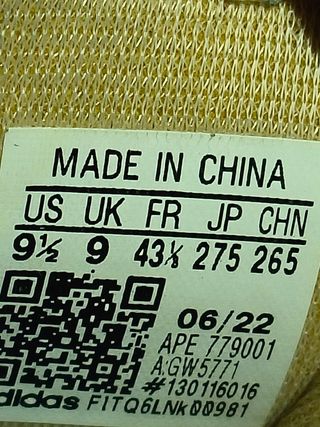 MADE IN CHINA
US UK FR JP CHN
9½ 9 43⅓ 275 265
06/22
APE 779001
A:GW5771
#130116016
adidas FITQ6LNK00981